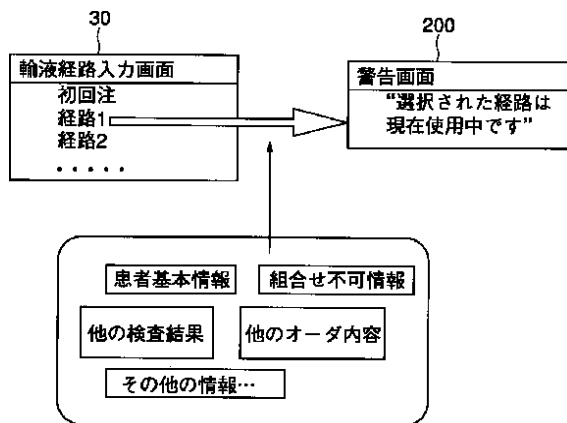 30
200
輸液経路入力画面
初回注
経路1
経路2
・・・・・
警告画面
“選択された経路は
現在使用中です”
患者基本情報
組合せ不可情報
他の検査結果
他のオーダ内容
その他の情報…